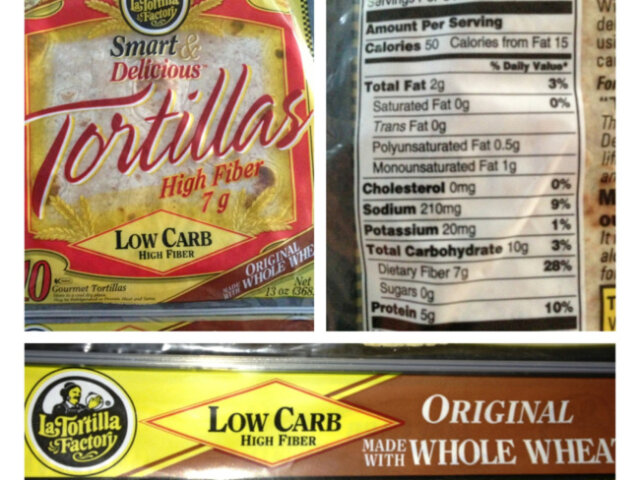 La Tortilla
Factory
Smart &
Delicious™
Tortillas
High Fiber
7 g
LOW CARB
HIGH FIBER
ORIGINAL
MADE WITH WHOLE WHE
10
Gourmet Tortillas
Net
13 oz (368
Amount Per Serving
Calories 50 Calories from Fat 15
% Daily Value*
Total Fat 2g 3%
Saturated Fat 0g 0%
Trans Fat 0g
Polyunsaturated Fat 0.5g
Monounsaturated Fat 1g
Cholesterol 0mg 0%
Sodium 210mg 9%
Potassium 20mg 1%
Total Carbohydrate 10g 3%
Dietary Fiber 7g 28%
Sugars 0g
Protein 5g 10%
La Tortilla
Factory
LOW CARB
HIGH FIBER
ORIGINAL
MADE WITH WHOLE WHEA